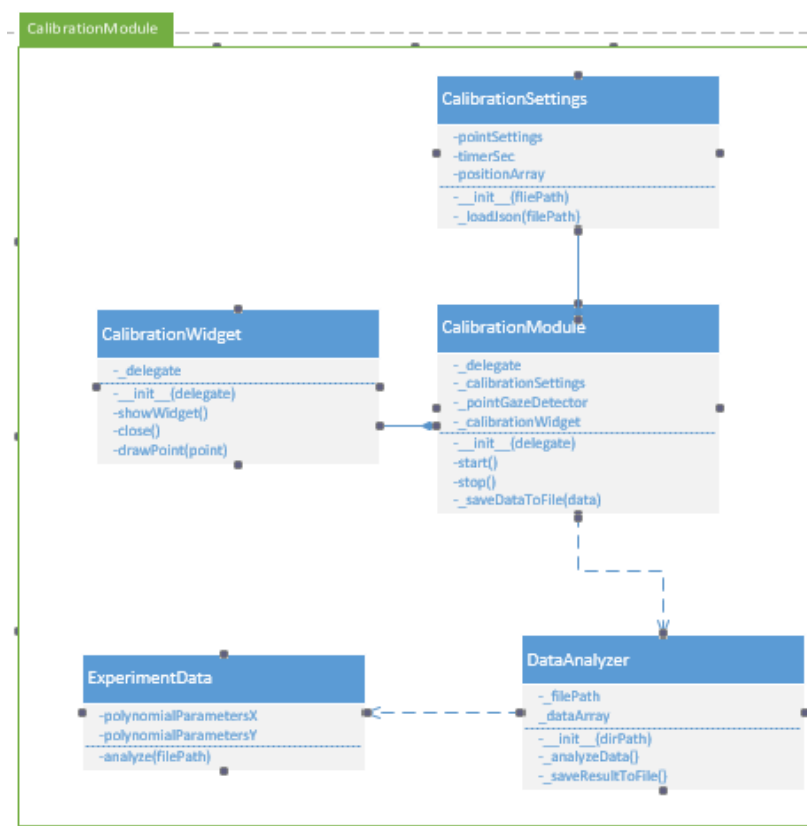 CalibrationModule
CalibrationSettings
-pointSettings
-timerSec
-positionArray
-__init__(fliePath)
-_loadJson(filePath)
CalibrationWidget
-_delegate
-__init__(delegate)
-showWidget()
-close()
-drawPoint(point)
CalibrationModule
-_delegate
-_calibrationSettings
-_pointGazeDetector
-_calibrationWidget
-__init__(delegate)
-start()
-stop()
-_saveDataToFile(data)
ExperimentData
-polynomialParametersX
-polynomialParametersY
-analyze(filePath)
DataAnalyzer
-_filePath
_dataArray
-__init__(dirPath)
-_analyzeData()
-_saveResultToFile()